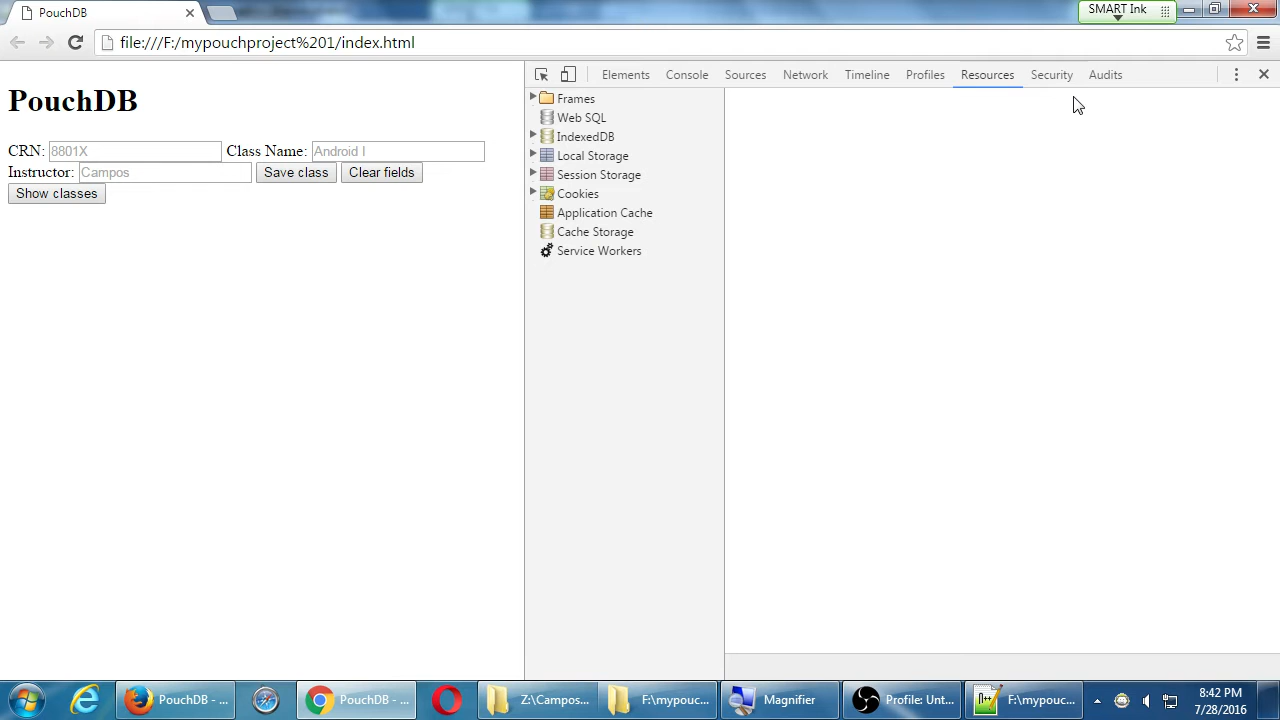 PouchDB
SMART Ink
file:///F:/mypouchproject%201/index.html
Elements Console Sources Network Timeline Profiles Resources Security Audits
PouchDB
CRN: 8801X Class Name: Android I
Instructor: Campos Save class Clear fields
Show classes
Frames
Web SQL
IndexedDB
Local Storage
Session Storage
Cookies
Application Cache
Cache Storage
Service Workers
PouchDB - ... PouchDB - ... Z:\Campos... F:\mypouc... Magnifier Profile: Unt... F:\mypouc... 8:42 PM
7/28/2016